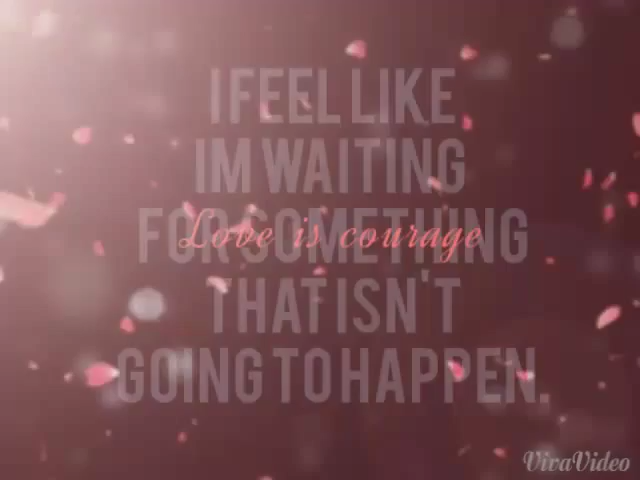 I FEEL LIKE
IM WAITING
FOR SOMETHING
Love is courage
THAT ISN'T
GOING TO HAPPEN.
VivaVideo